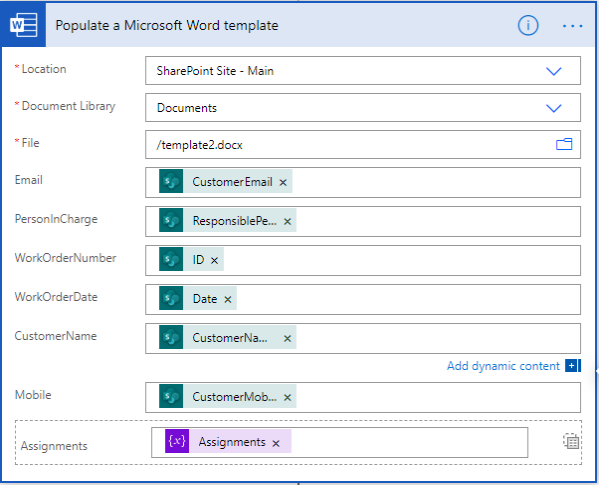 Populate a Microsoft Word template
* Location SharePoint Site - Main
* Document Library Documents
* File /template2.docx
Email CustomerEmail ×
PersonInCharge ResponsiblePe... ×
WorkOrderNumber ID ×
WorkOrderDate Date ×
CustomerName CustomerNa... ×
Add dynamic content
Mobile CustomerMob... ×
Assignments {x} Assignments ×